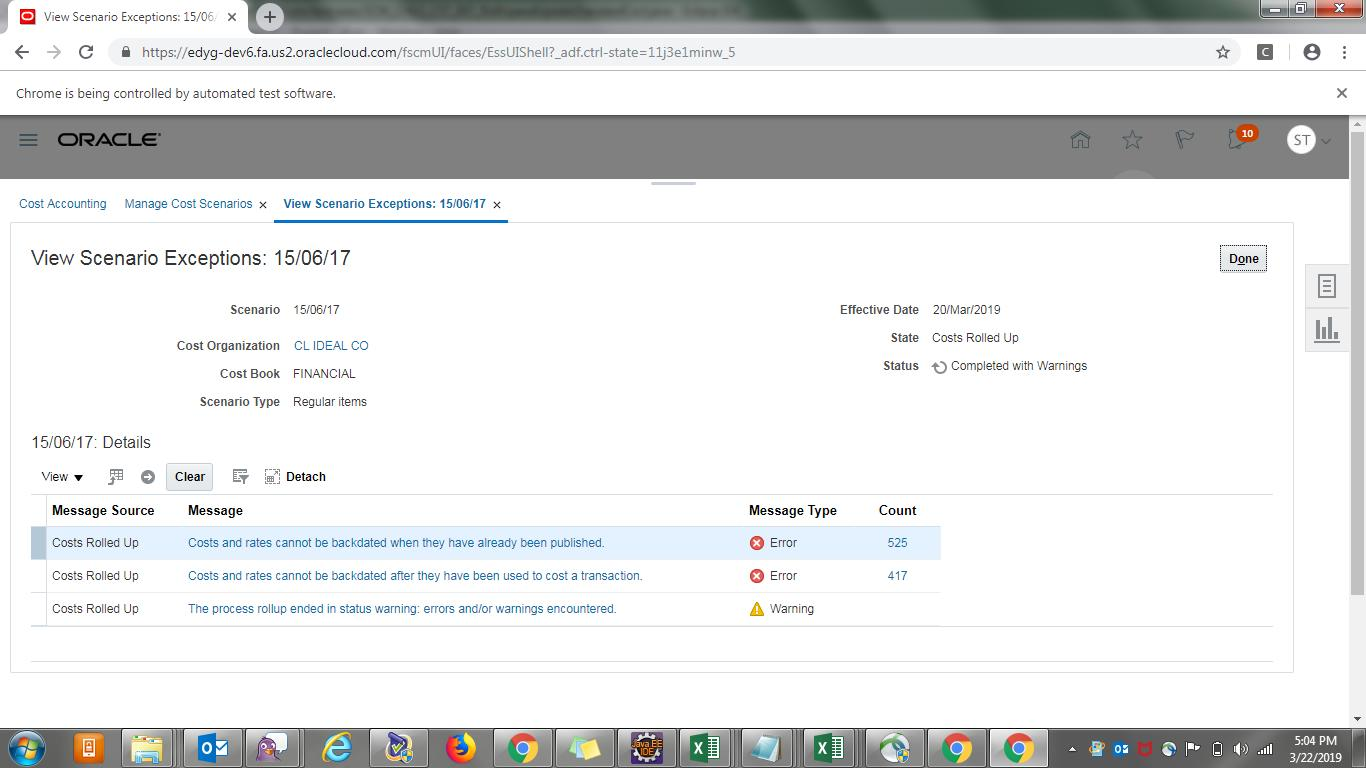 View Scenario Exceptions: 15/06/
https://edyg-dev6.fa.us2.oraclecloud.com/fscmUI/faces/EssUIShell?_adf.ctrl-state=11j3e1minw_5
C
Chrome is being controlled by automated test software.
ORACLE
10
ST
Cost Accounting Manage Cost Scenarios View Scenario Exceptions: 15/06/17
View Scenario Exceptions: 15/06/17
Done
Scenario 15/06/17
Effective Date 20/Mar/2019
Cost Organization CL IDEAL CO
State Costs Rolled Up
Cost Book FINANCIAL
Status Completed with Warnings
Scenario Type Regular items
15/06/17: Details
View Clear Detach
Message Source Message Message Type Count
Costs Rolled Up Costs and rates cannot be backdated when they have already been published. Error 525
Costs Rolled Up Costs and rates cannot be backdated after they have been used to cost a transaction. Error 417
Costs Rolled Up The process rollup ended in status warning: errors and/or warnings encountered. Warning
Java EE
IDE
5:04 PM
3/22/2019